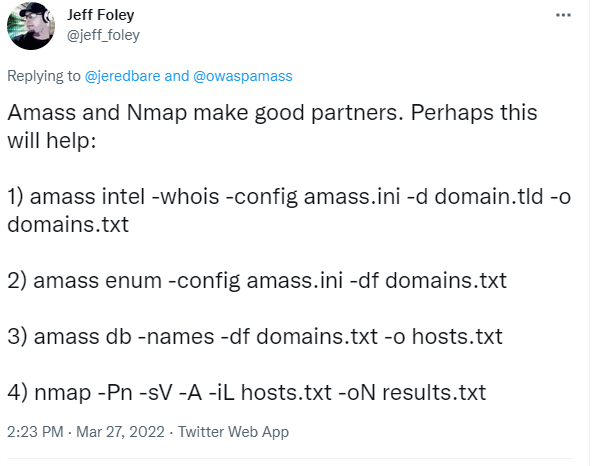 Jeff Foley
@jeff_foley
Replying to @jeredbare and @owaspamass
Amass and Nmap make good partners. Perhaps this
will help:
1) amass intel -whois -config amass.ini -d domain.tld -o
domains.txt
2) amass enum -config amass.ini -df domains.txt
3) amass db -names -df domains.txt -o hosts.txt
4) nmap -Pn -sV -A -iL hosts.txt -oN results.txt
2:23 PM · Mar 27, 2022 · Twitter Web App